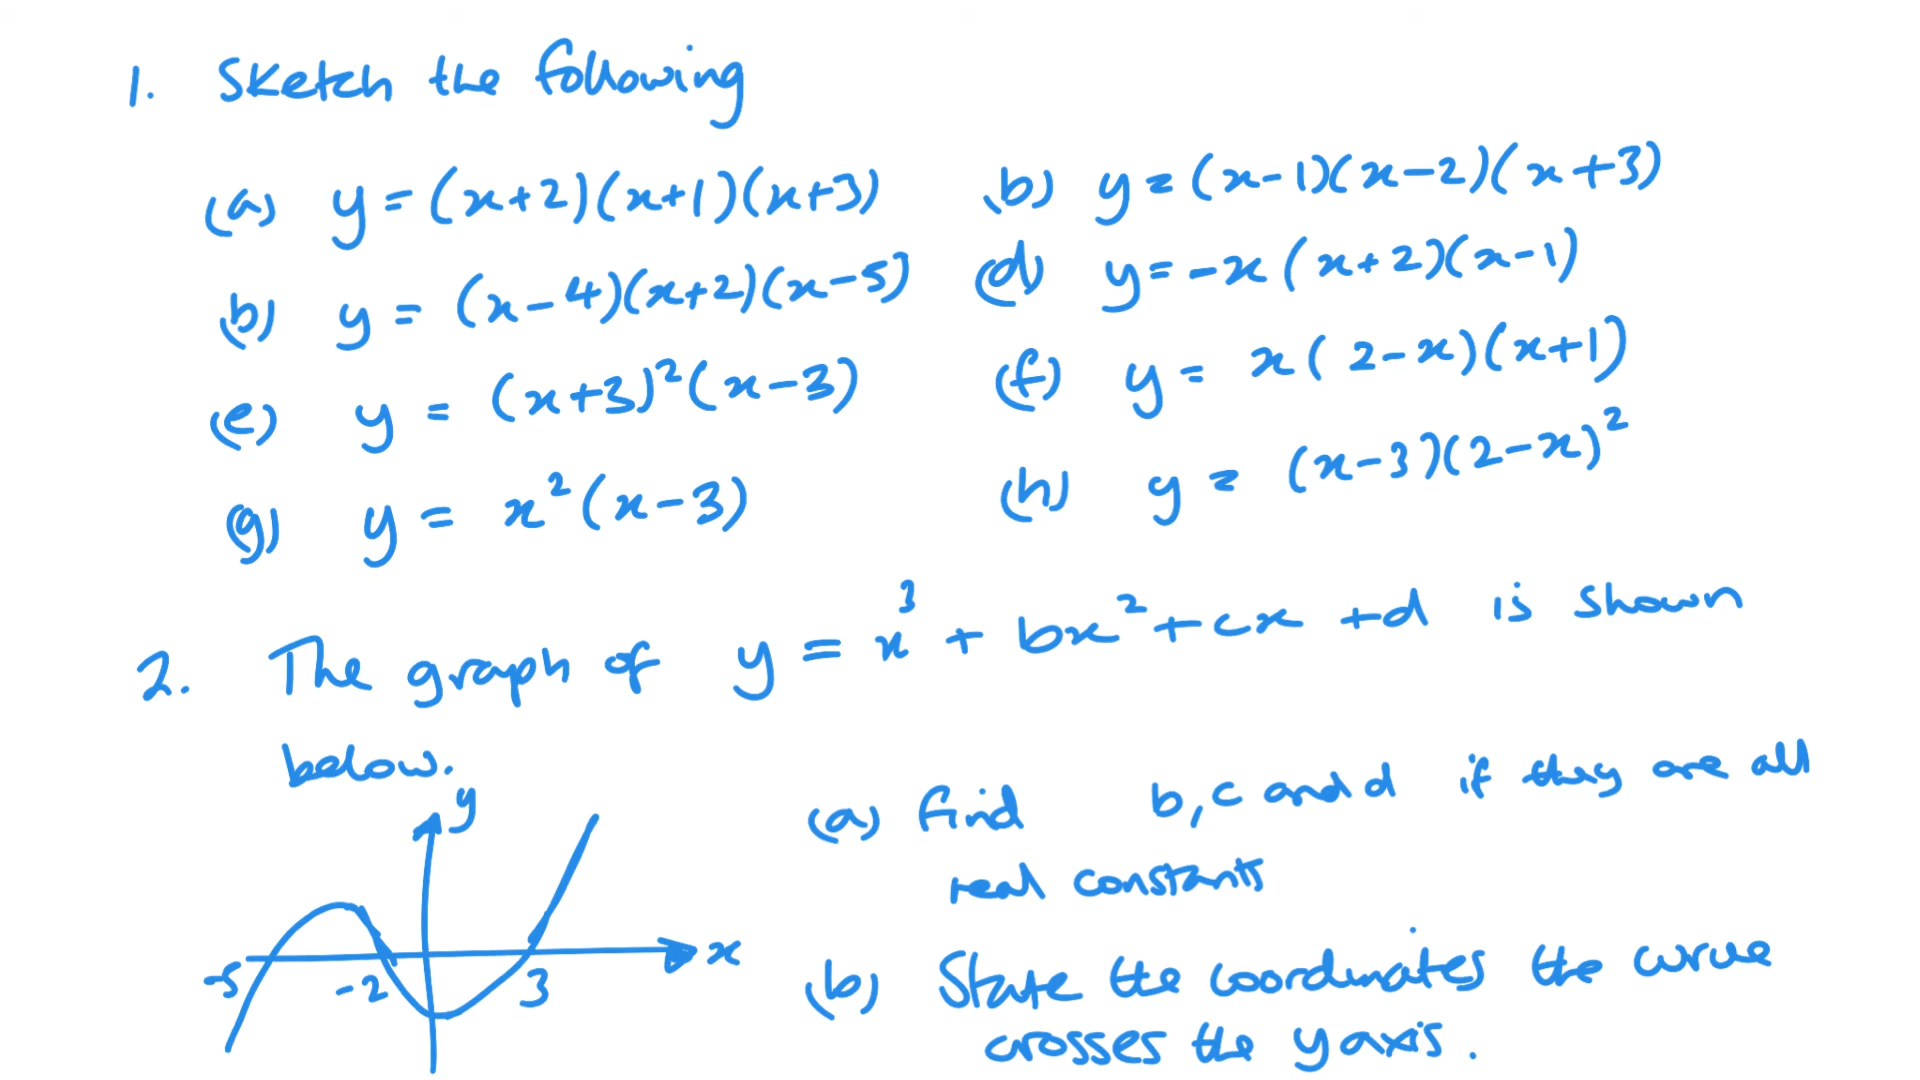 1. Sketch the following
(a) y = (x+2)(x+1)(x+3) (b) y = (x-1)(x-2)(x+3)
(b) y = (x-4)(x+2)(x-5) (d) y = -x(x+2)(x-1)
(e) y = (x+3)²(x-3) (f) y = x(2-x)(x+1)
(g) y = x²(x-3) (h) y = (x-3)(2-x)²
2. The graph of y = x³ + bx² + cx + d is shown
below.
y
x
-5 -2 3
(a) find b, c and d if they are all
real constants
(b) State the coordinates the curve
crosses the y axis.